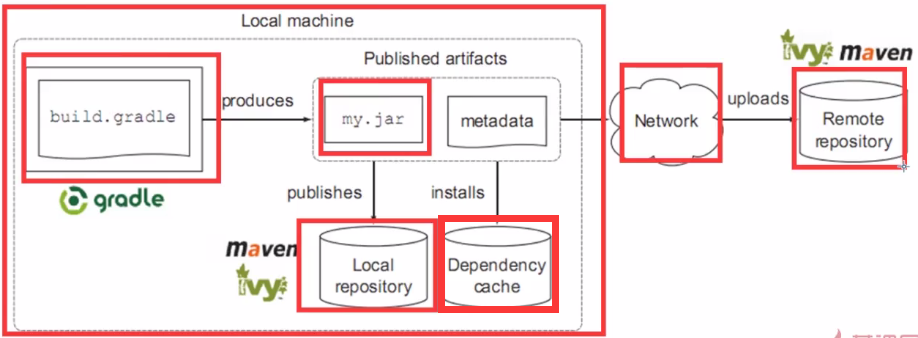 Local machine
Published artifacts
ivy maven
build.gradle
produces
my.jar
metadata
Network
uploads
Remote
repository
gradle
publishes
installs
maven
ivy
Local
repository
Dependency
cache